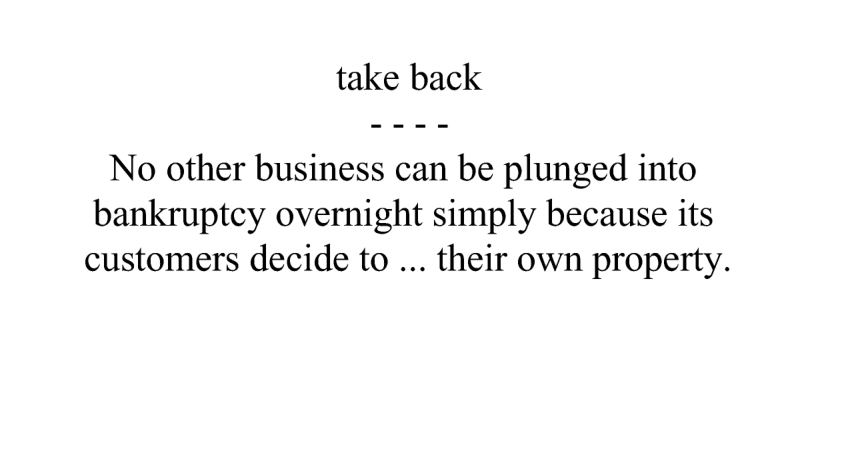 take back
- - - -
No other business can be plunged into
bankruptcy overnight simply because its
customers decide to ... their own property.